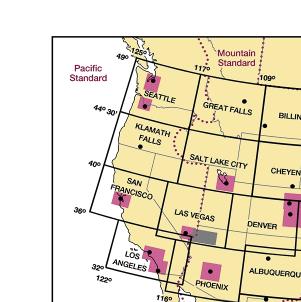 Pacific
Standard
Mountain
Standard
49°
125°
117°
109°
SEATTLE
GREAT FALLS
BILLIN
44° 30'
KLAMATH
FALLS
SALT LAKE CITY
CHEYEN
40°
SAN
FRANCISCO
LAS VEGAS
DENVER
36°
LOS
ANGELES
PHOENIX
ALBUQUERQU
32°
122°
116°